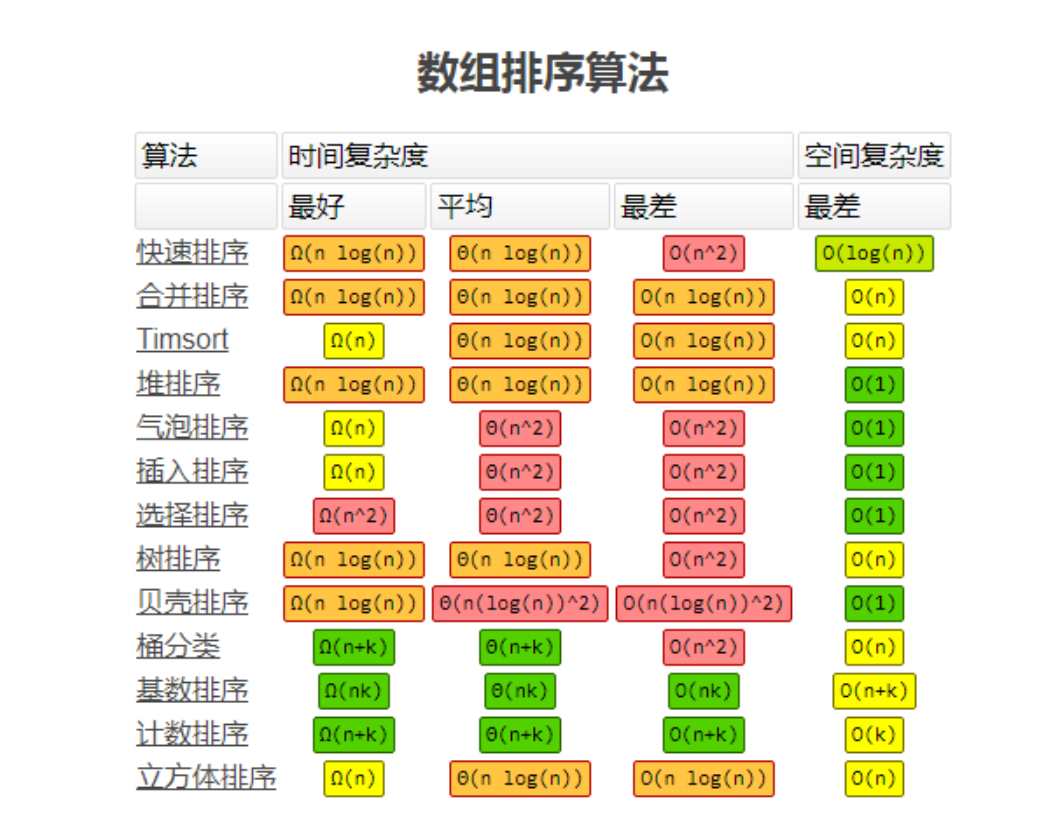 数组排序算法
算法 时间复杂度 空间复杂度
最好 平均 最差 最差
快速排序 Ω(n log(n)) Θ(n log(n)) O(n^2) O(log(n))
合并排序 Ω(n log(n)) Θ(n log(n)) O(n log(n)) O(n)
Timsort Ω(n) Θ(n log(n)) O(n log(n)) O(n)
堆排序 Ω(n log(n)) Θ(n log(n)) O(n log(n)) O(1)
气泡排序 Ω(n) Θ(n^2) O(n^2) O(1)
插入排序 Ω(n) Θ(n^2) O(n^2) O(1)
选择排序 Ω(n^2) Θ(n^2) O(n^2) O(1)
树排序 Ω(n log(n)) Θ(n log(n)) O(n^2) O(n)
贝壳排序 Ω(n log(n)) Θ(n(log(n))^2) O(n(log(n))^2) O(1)
桶分类 Ω(n+k) Θ(n+k) O(n^2) O(n)
基数排序 Ω(nk) Θ(nk) O(nk) O(n+k)
计数排序 Ω(n+k) Θ(n+k) O(n+k) O(k)
立方体排序 Ω(n) Θ(n log(n)) O(n log(n)) O(n)